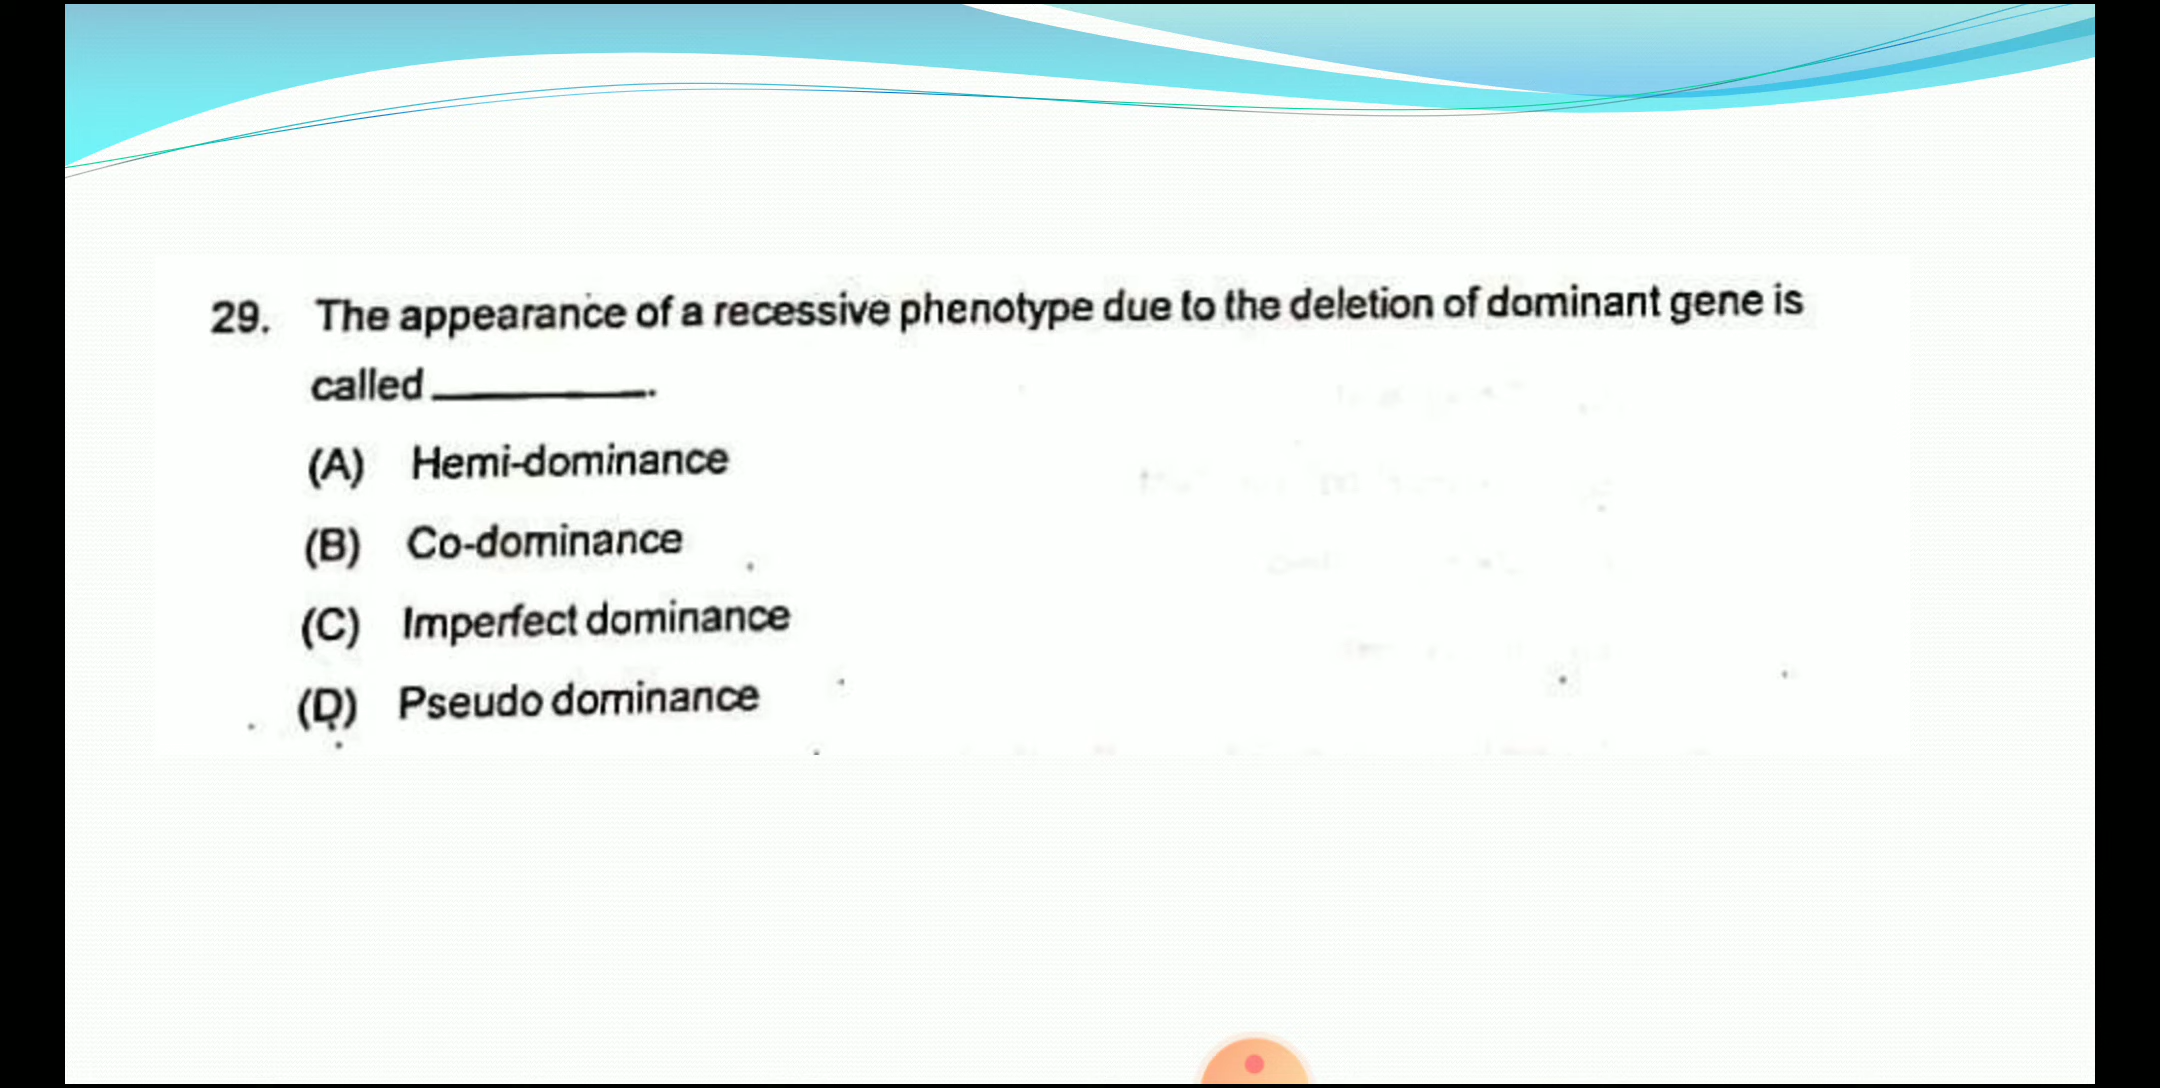 29. The appearance of a recessive phenotype due to the deletion of dominant gene is
called ________.
(A) Hemi-dominance
(B) Co-dominance
(C) Imperfect dominance
(D) Pseudo dominance